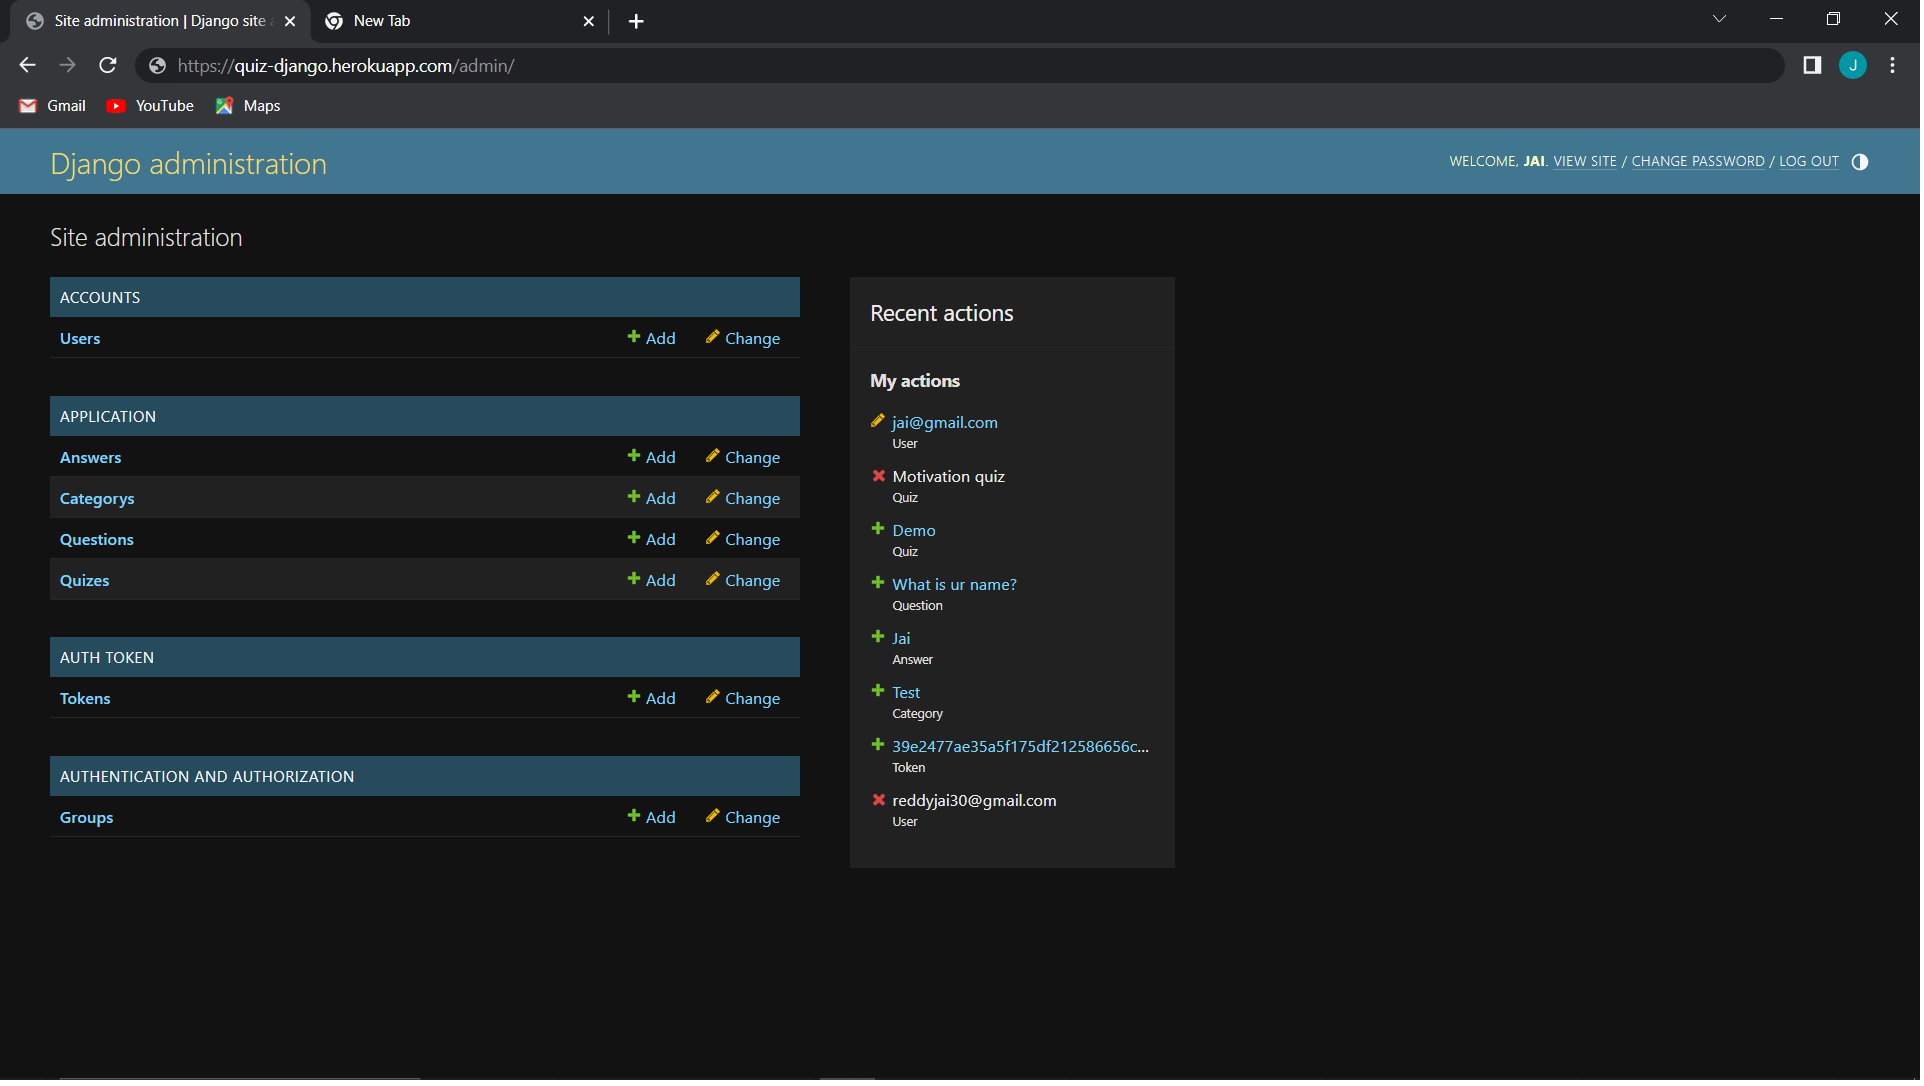 Site administration | Django site
New Tab
https://quiz-django.herokuapp.com/admin/
J
Gmail
YouTube
Maps
Django administration
WELCOME, JAI. VIEW SITE / CHANGE PASSWORD / LOG OUT
Site administration
ACCOUNTS
Users Add Change
APPLICATION
Answers Add Change
Categorys Add Change
Questions Add Change
Quizes Add Change
AUTH TOKEN
Tokens Add Change
AUTHENTICATION AND AUTHORIZATION
Groups Add Change
Recent actions
My actions
jai@gmail.com
User
Motivation quiz
Quiz
Demo
Quiz
What is ur name?
Question
Jai
Answer
Test
Category
39e2477ae35a5f175df212586656c...
Token
reddyjai30@gmail.com
User